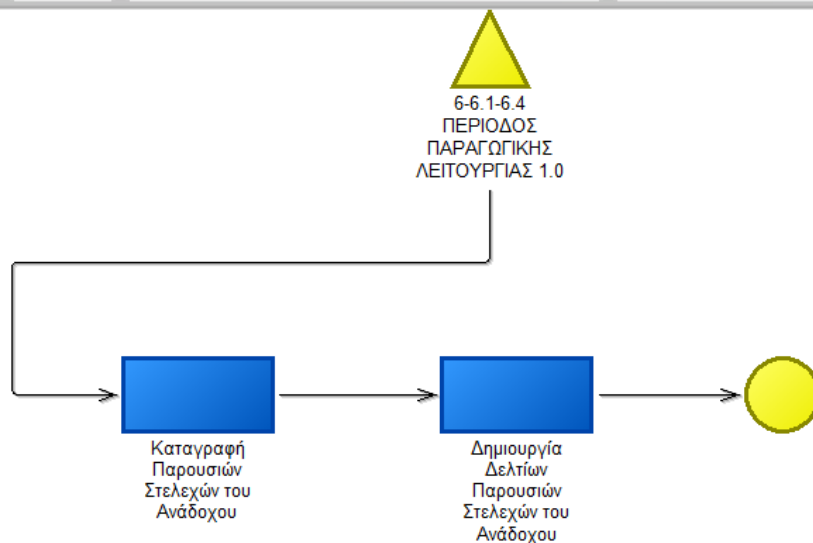 6-6.1-6.4
ΠΕΡΙΟΔΟΣ
ΠΑΡΑΓΩΓΙΚΗΣ
ΛΕΙΤΟΥΡΓΙΑΣ 1.0
Καταγραφή
Παρουσιών
Στελεχών του
Ανάδοχου
Δημιουργία
Δελτίων
Παρουσιών
Στελεχών του
Ανάδοχου